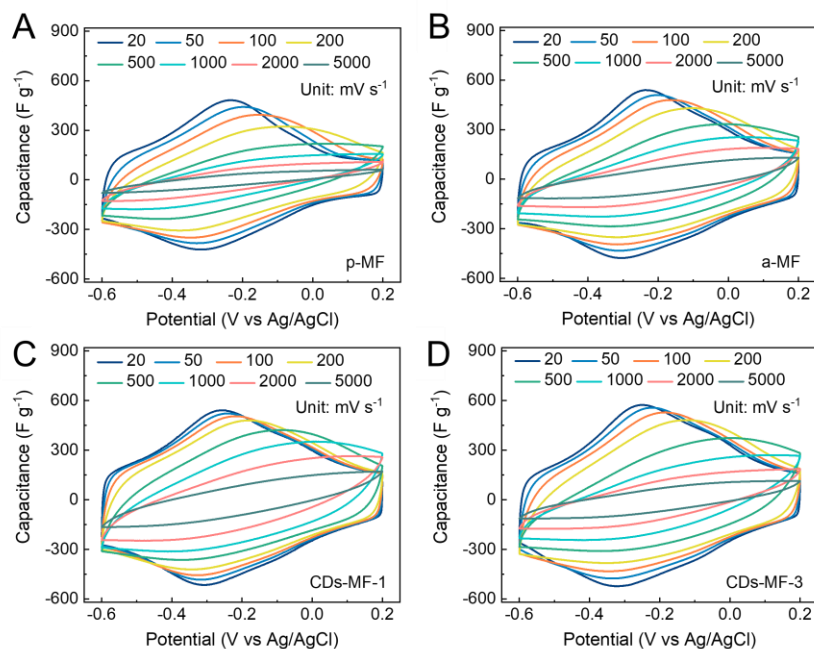 A
900
600
300
0
-300
-600
Capacitance (F g⁻¹)
20 50 100 200
500 1000 2000 5000
Unit: mV s⁻¹
p-MF
-0.6 -0.4 -0.2 0.0 0.2
Potential (V vs Ag/AgCl)
B
900
600
300
0
-300
-600
Capacitance (F g⁻¹)
20 50 100 200
500 1000 2000 5000
Unit: mV s⁻¹
a-MF
-0.6 -0.4 -0.2 0.0 0.2
Potential (V vs Ag/AgCl)
C
900
600
300
0
-300
-600
Capacitance (F g⁻¹)
20 50 100 200
500 1000 2000 5000
Unit: mV s⁻¹
CDs-MF-1
-0.6 -0.4 -0.2 0.0 0.2
Potential (V vs Ag/AgCl)
D
900
600
300
0
-300
-600
Capacitance (F g⁻¹)
20 50 100 200
500 1000 2000 5000
Unit: mV s⁻¹
CDs-MF-3
-0.6 -0.4 -0.2 0.0 0.2
Potential (V vs Ag/AgCl)